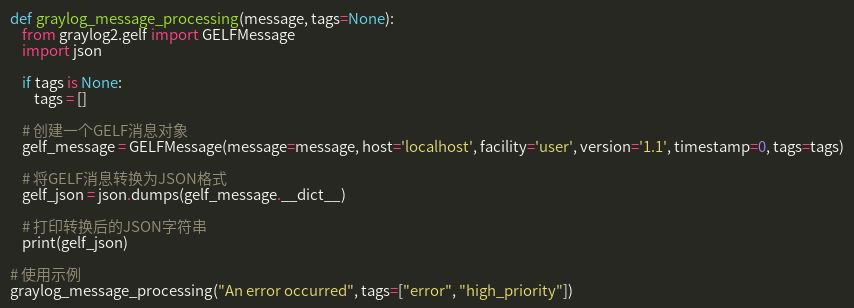 def graylog_message_processing(message, tags=None):
from graylog2.gelf import GELFMessage
import json
if tags is None:
tags = []
# 创建一个GELF消息对象
gelf_message = GELFMessage(message=message, host='localhost', facility='user', version='1.1', timestamp=0, tags=tags)
# 将GELF消息转换为JSON格式
gelf_json = json.dumps(gelf_message.__dict__)
# 打印转换后的JSON字符串
print(gelf_json)
# 使用示例
graylog_message_processing("An error occurred", tags=["error", "high_priority"])